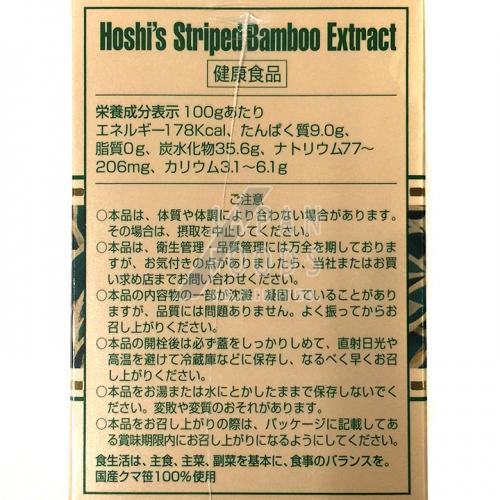 Hoshi's Striped Bamboo Extract
健康食品
栄養成分表示 100gあたり
エネルギー178Kcal、たんぱく質9.0g、
脂質0g、炭水化物35.6g、ナトリウム77〜
206mg、カリウム3.1〜6.1g
ご注意
○本品は、体質や体調により合わない場合があります。
その場合は、摂取を中止してください。
○本品は、衛生管理・品質管理には万全を期しておりま
すが、お気付きの点がありましたら、当社またはお買
い求め店までお問い合わせください。
○本品の内容物の一部が沈澱・凝固していることがあり
ますが、品質には問題ありません。よく振ってからお召
し上がりください。
○本品の開栓後は必ず蓋をしっかりしめて、直射日光や
高温を避けて冷蔵庫などに保存し、なるべく早くお召
し上がりください。
○本品をお湯または水にとかしたままで保存しないでく
ださい。変敗や変質のおそれがあります。
○本品をお召し上がりの際は、パッケージに記載してあ
る賞味期限内にお召し上がりになるようにしてください。
食生活は、主食、主菜、副菜を基本に、食事のバランスを。
国産クマ笹100%使用